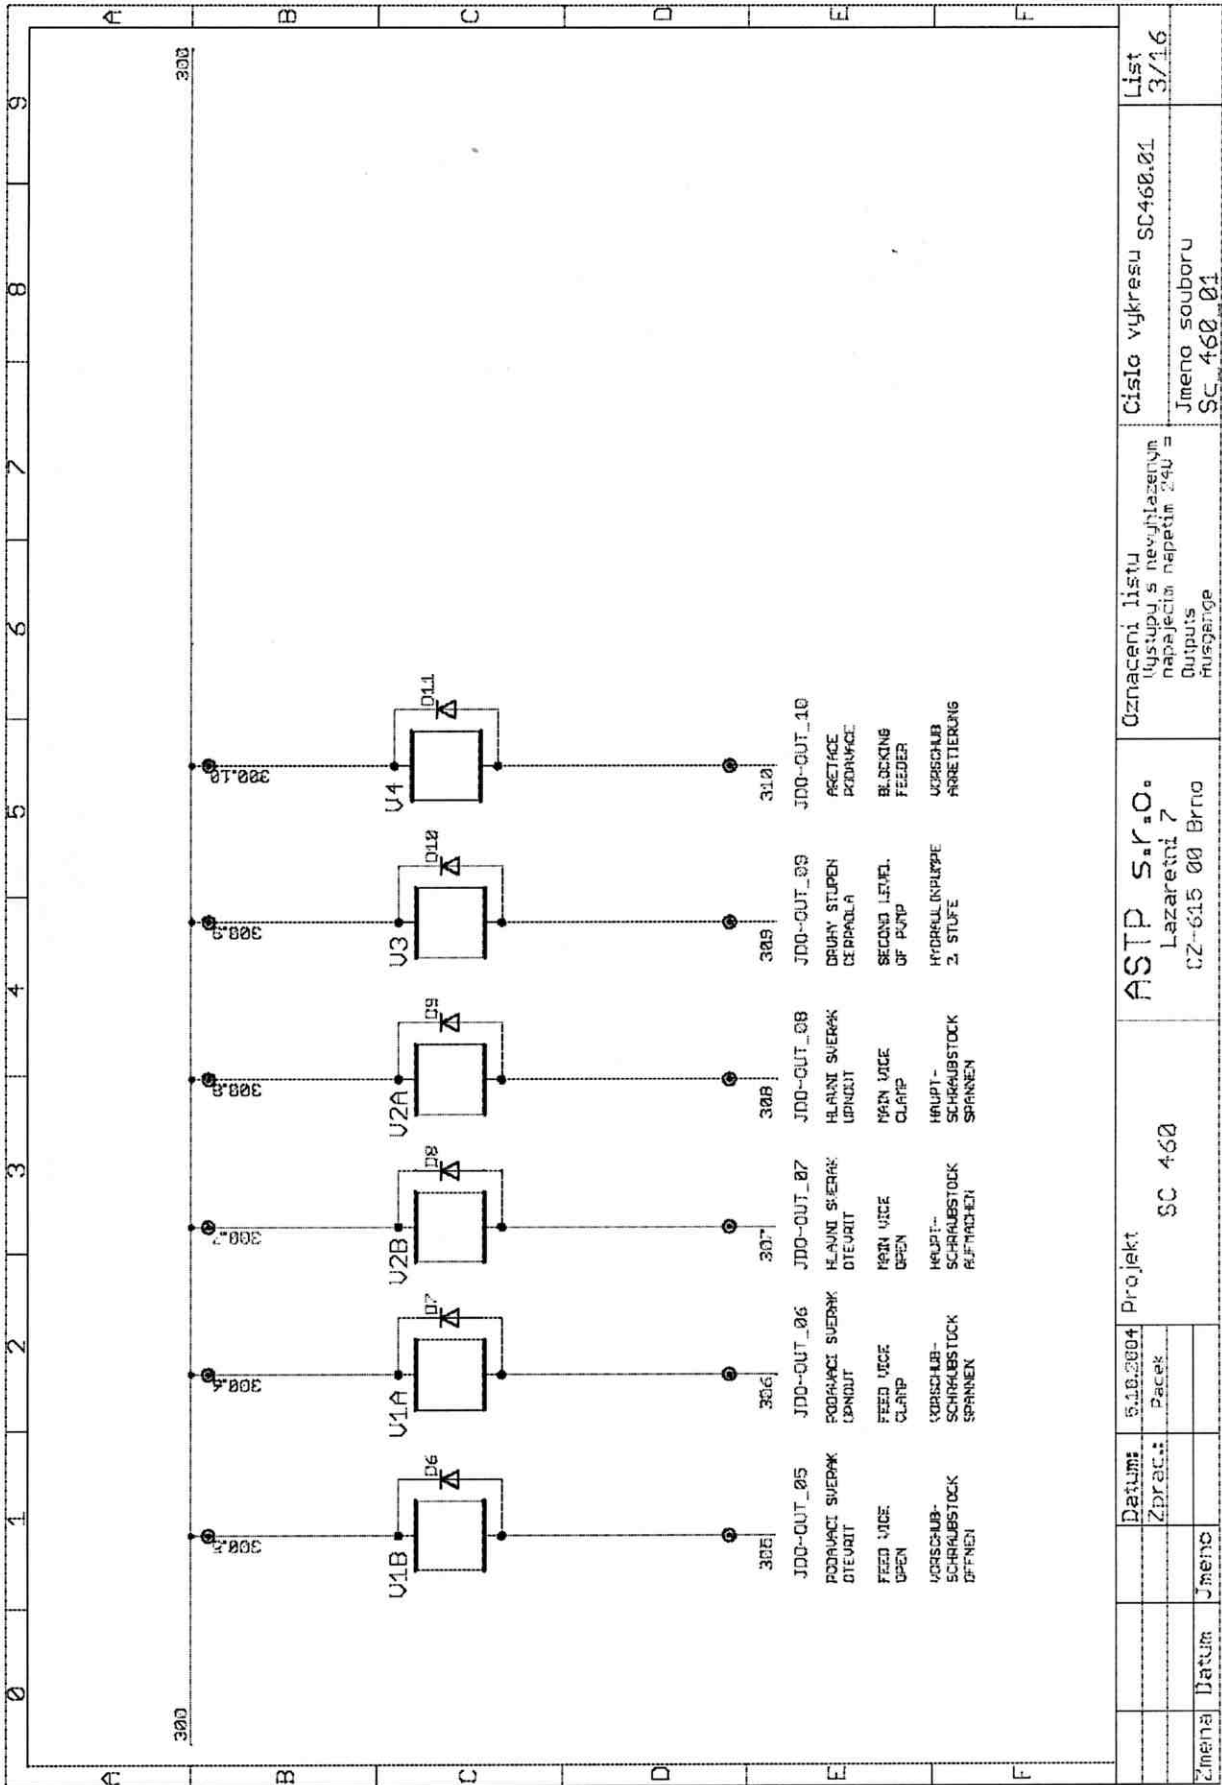 0 1 2 3 4 5 6 7 8 9
A A
B B
C C
D D
E E
F F
300 300
300.5 300.6 300.7 300.8 300.9 300.10
V1B D6
V1A D7
V2B D8
V2A D9
V3 D10
V4 D11
305
JDO-OUT_05
PODAVACI SVERAK
OTEVRIT
FEED VICE
OPEN
VORSCHUB-
SCHRAUBSTOCK
OFFNEN
306
JDO-OUT_06
PODAVACI SVERAK
UPNOUT
FEED VICE
CLAMP
VORSCHUB-
SCHRAUBSTOCK
SPANNEN
307
JDO-OUT_07
HLAVNI SVERAK
OTEVRIT
MAIN VICE
OPEN
HAUPT-
SCHRAUBSTOCK
AUFMACHEN
308
JDO-OUT_08
HLAVNI SVERAK
UPNOUT
MAIN VICE
CLAMP
HAUPT-
SCHRAUBSTOCK
SPANNEN
309
JDO-OUT_09
DRUHY STUPEN
CERPADLA
SECOND LEVEL
OF PUMP
HYDRAULIKPUMPE
2. STUFE
310
JDO-OUT_10
ARETACE
PODAVACE
BLOCKING
FEEDER
VORSCHUB
ARRETIERUNG
Zmena Datum Jmeno
Datum: 5.10.2004
Zprac.: Pacek
Projekt
SC 460
ASTP s.r.o.
Lazaretni 7
CZ-615 00 Brno
Oznaceni listu
Vystupy s nevyhlazenym
napajecim napetim 24V =
Outputs
Ausgange
Cislo vykresu SC460.01
Jmeno souboru
SC_460_01
List
3/16